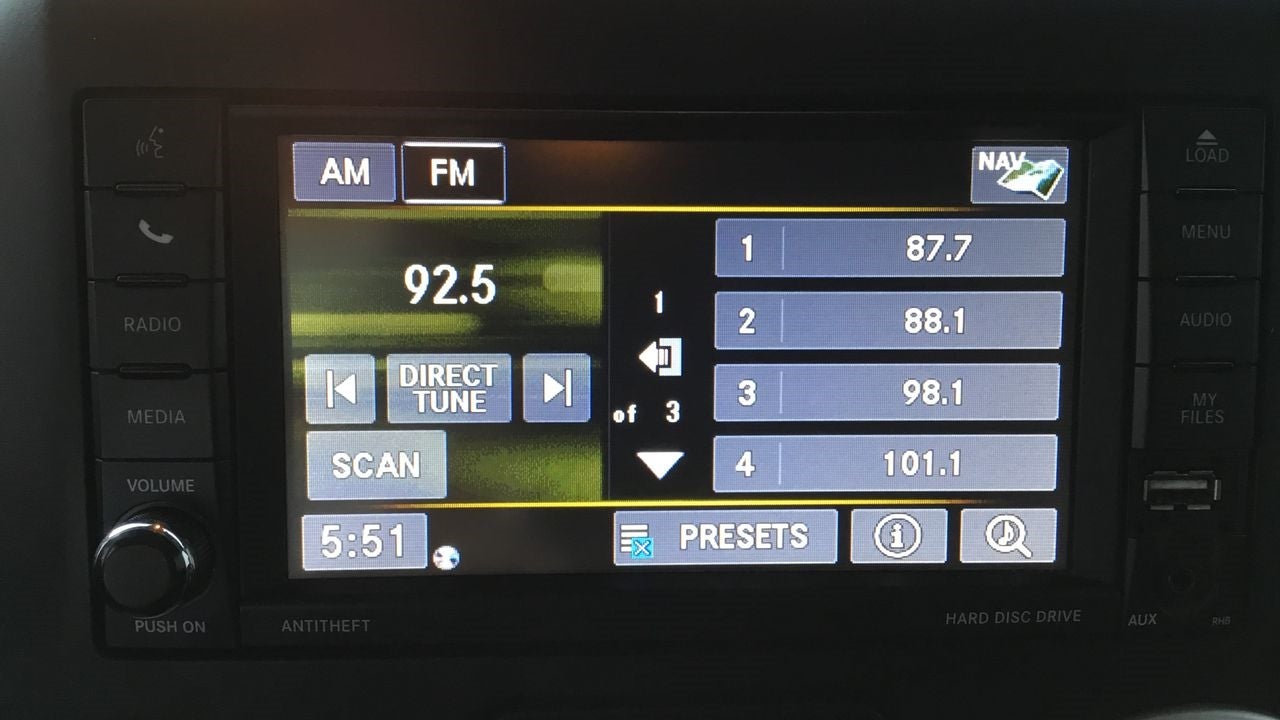 AM
FM
NAV
LOAD
MENU
RADIO
AUDIO
MEDIA
MY
FILES
92.5
DIRECT
TUNE
SCAN
1
of 3
1 87.7
2 88.1
3 98.1
4 101.1
5:51
PRESETS
i
VOLUME
PUSH ON
ANTITHEFT
HARD DISC DRIVE
AUX
RHB